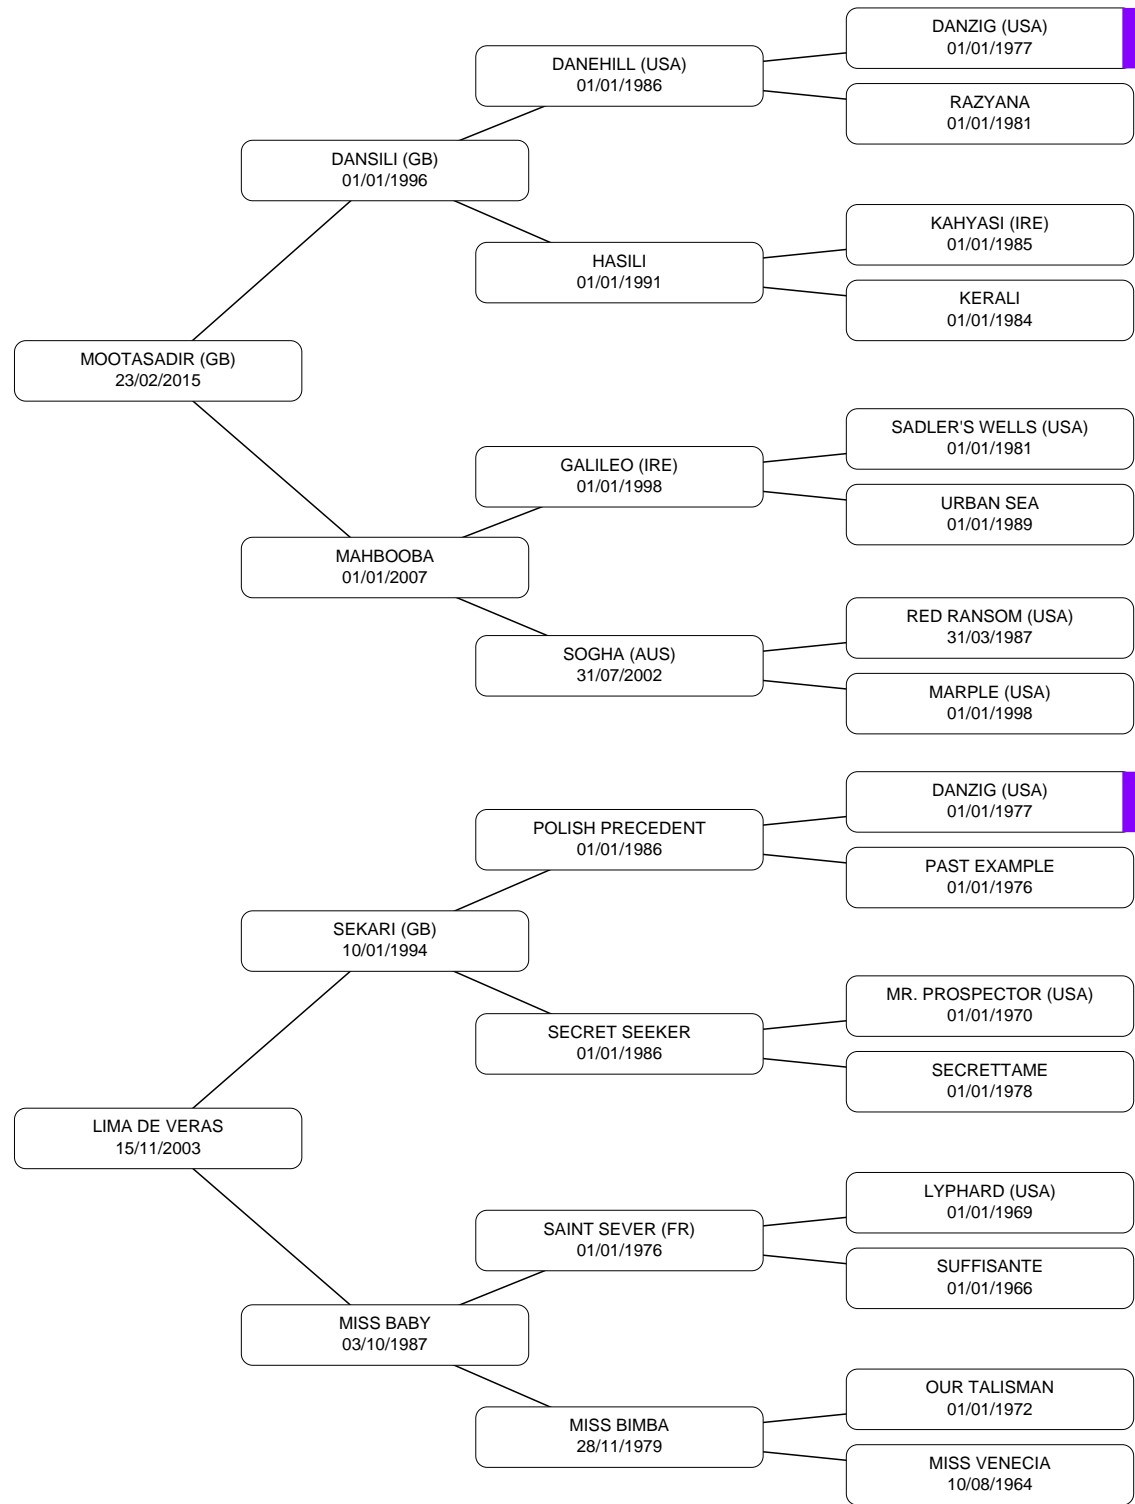 DANZIG (USA)
01/01/1977
DANEHILL (USA)
01/01/1986
RAZYANA
01/01/1981
DANSILI (GB)
01/01/1996
KAHYASI (IRE)
01/01/1985
HASILI
01/01/1991
KERALI
01/01/1984
MOOTASADIR (GB)
23/02/2015
SADLER'S WELLS (USA)
01/01/1981
GALILEO (IRE)
01/01/1998
URBAN SEA
01/01/1989
MAHBOOBA
01/01/2007
RED RANSOM (USA)
31/03/1987
SOGHA (AUS)
31/07/2002
MARPLE (USA)
01/01/1998
DANZIG (USA)
01/01/1977
POLISH PRECEDENT
01/01/1986
PAST EXAMPLE
01/01/1976
SEKARI (GB)
10/01/1994
MR. PROSPECTOR (USA)
01/01/1970
SECRET SEEKER
01/01/1986
SECRETTAME
01/01/1978
LIMA DE VERAS
15/11/2003
LYPHARD (USA)
01/01/1969
SAINT SEVER (FR)
01/01/1976
SUFFISANTE
01/01/1966
MISS BABY
03/10/1987
OUR TALISMAN
01/01/1972
MISS BIMBA
28/11/1979
MISS VENECIA
10/08/1964